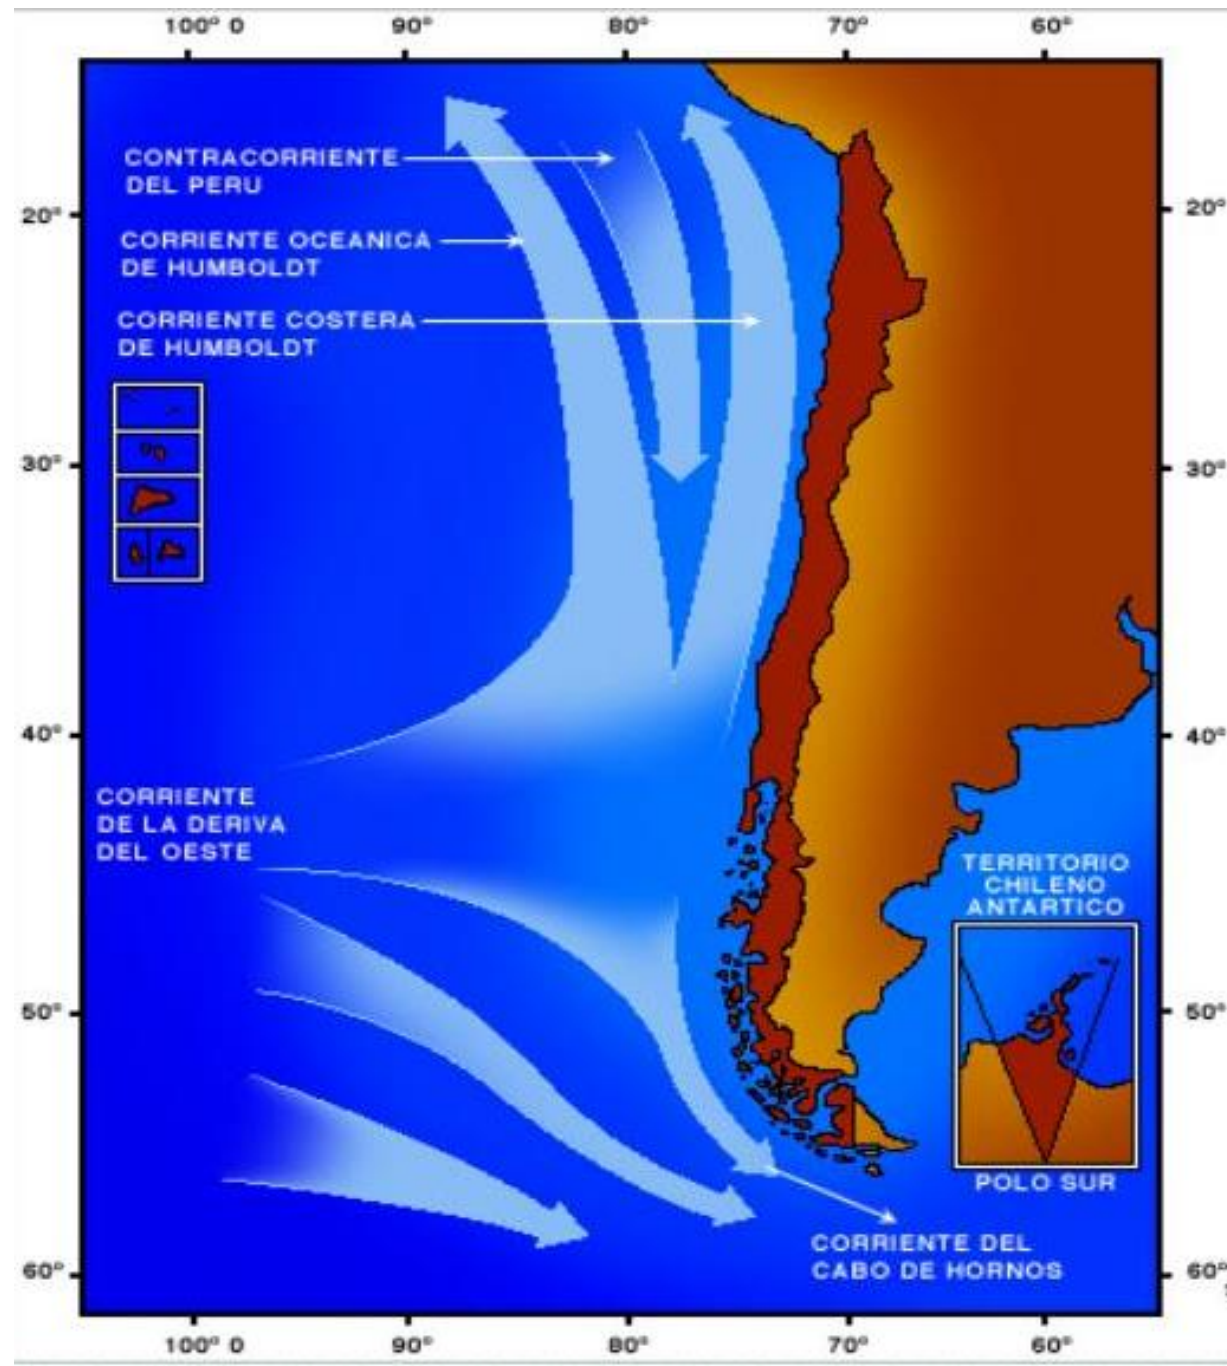 100° O 90° 80° 70° 60°
CONTRACORRIENTE
DEL PERU
20° 20°
CORRIENTE OCEANICA
DE HUMBOLDT
CORRIENTE COSTERA
DE HUMBOLDT
30° 30°
40° 40°
CORRIENTE
DE LA DERIVA
DEL OESTE
TERRITORIO
CHILENO
ANTARTICO
50° 50°
POLO SUR
CORRIENTE DEL
CABO DE HORNOS
60° 60°
100° O 90° 80° 70° 60°